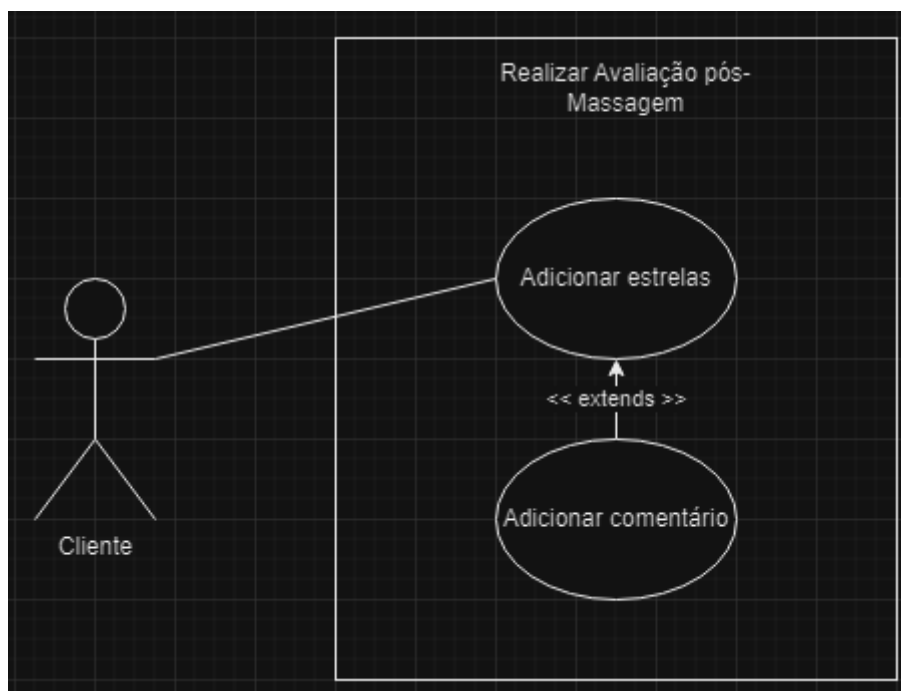 Realizar Avaliação pós-
Massagem
Adicionar estrelas
<< extends >>
Adicionar comentário
Cliente